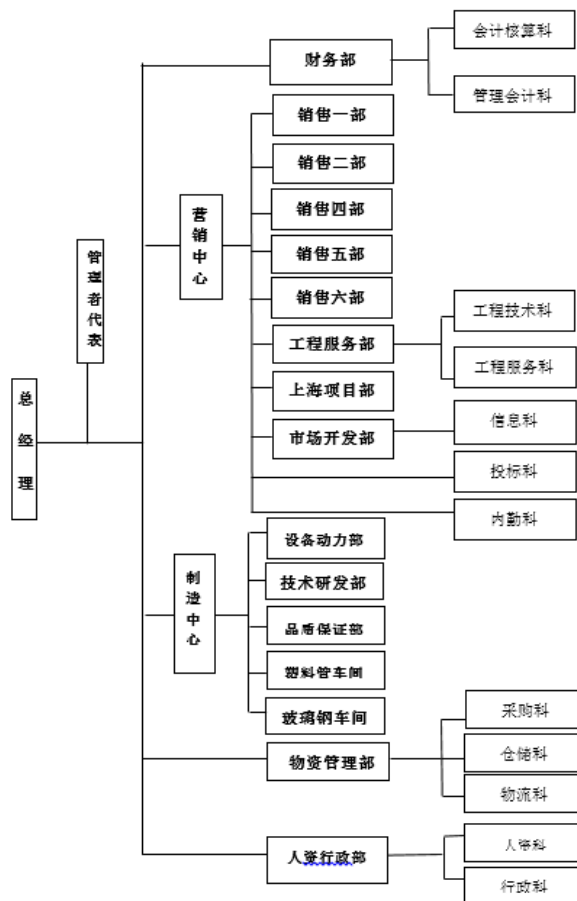 总经理
管理者代表
财务部
会计核算科
管理会计科
营销中心
销售一部
销售二部
销售四部
销售五部
销售六部
工程服务部
工程技术科
工程服务科
上海项目部
市场开发部
信息科
投标科
内勤科
制造中心
设备动力部
技术研发部
品质保证部
塑料管车间
玻璃钢车间
物资管理部
采购科
仓储科
物流科
人资行政部
人资科
行政科